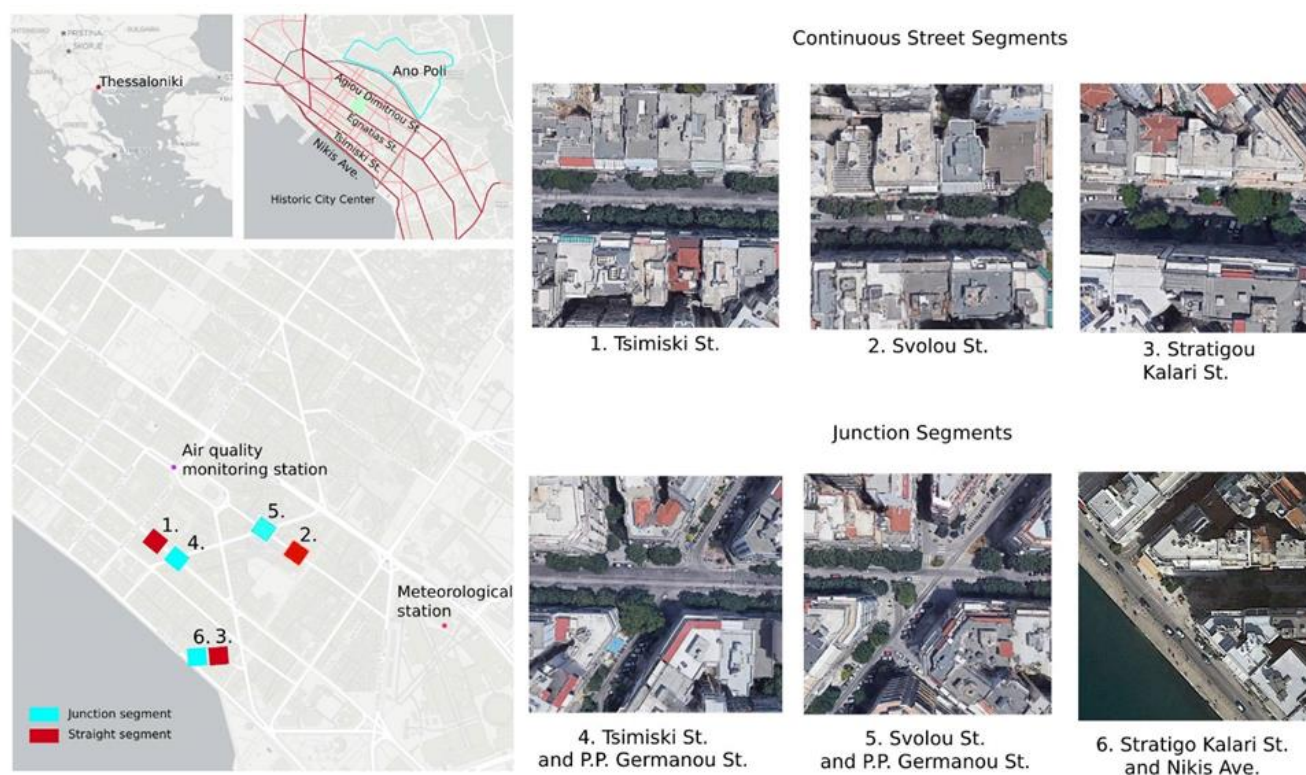 PRISTINA
SKOPJE
BULGARIA
Thessaloniki
Ano Poli
Agiou Dimitriou St.
Egnatias St.
Tsimiski St.
Nikis Ave.
Historic City Center
Continuous Street Segments
1. Tsimiski St.
2. Svolou St.
3. Stratigou
Kalari St.
Air quality
monitoring station
1.
4.
5.
2.
Meteorological
station
6.
3.
Junction segment
Straight segment
Junction Segments
4. Tsimiski St.
and P.P. Germanou St.
5. Svolou St.
and P.P. Germanou St.
6. Stratigo Kalari St.
and Nikis Ave.